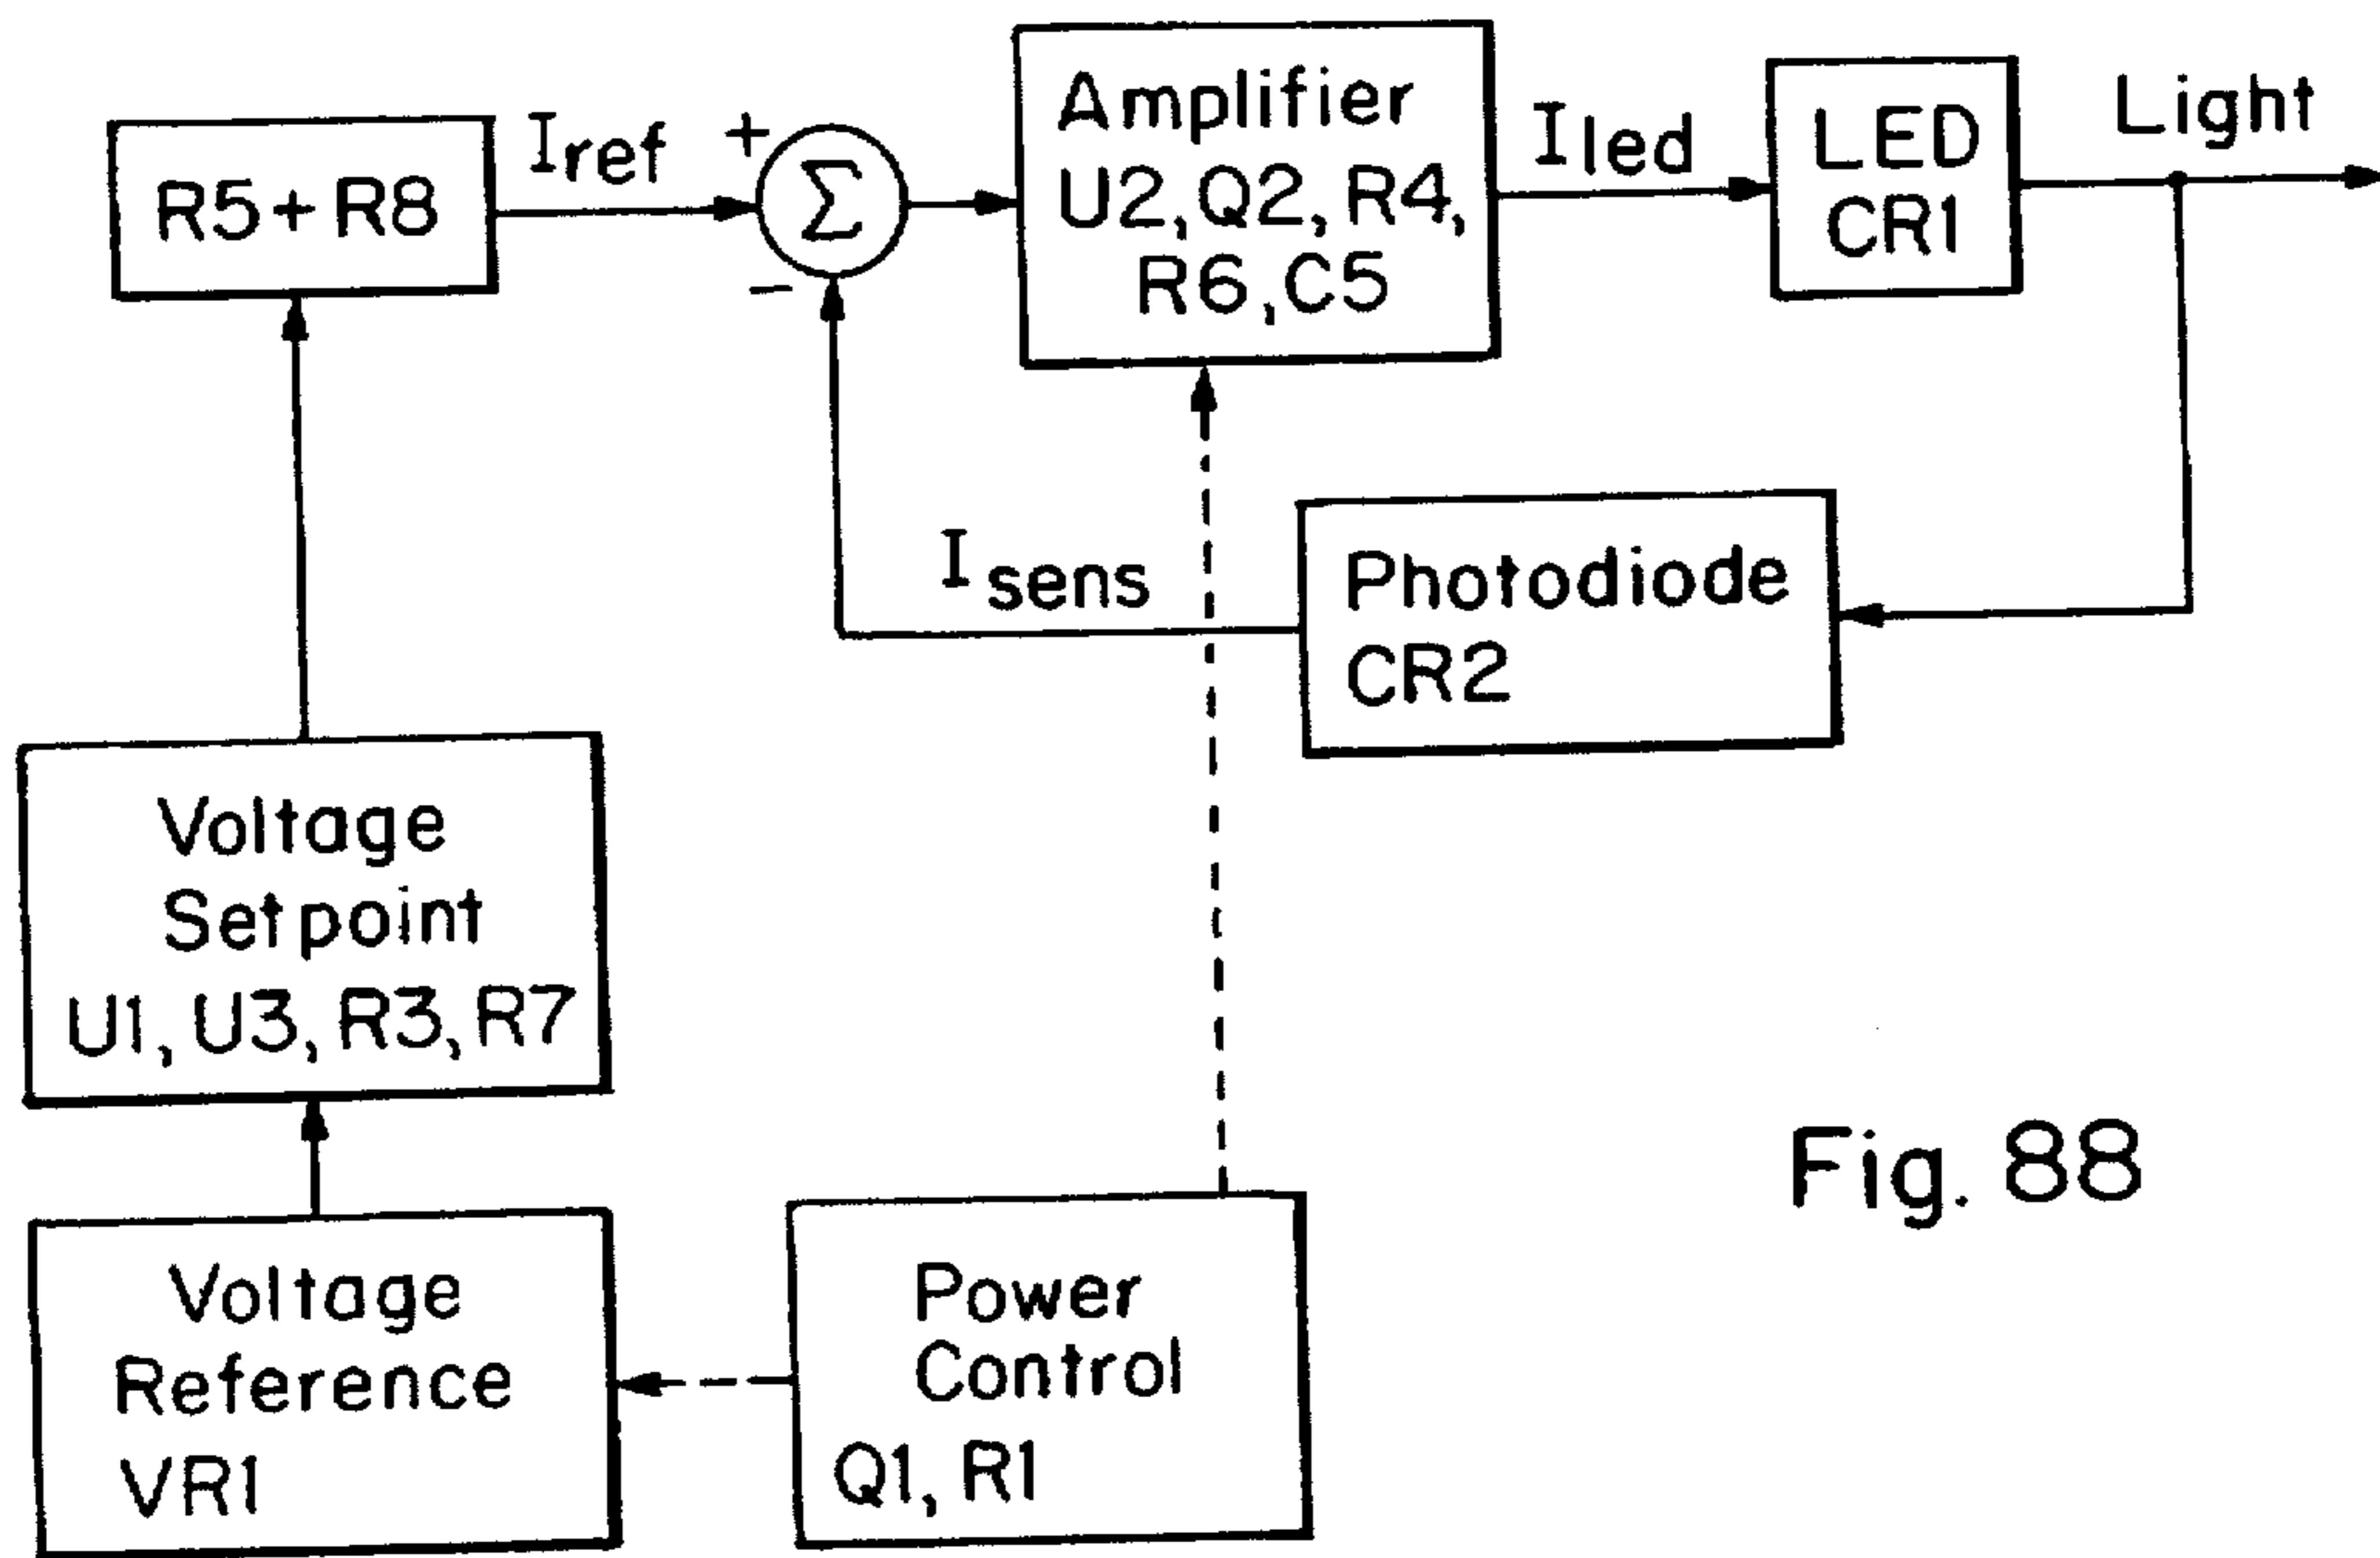 R5+R8
Iref
+
Σ
-
Amplifier
U2,Q2,R4,
R6,C5
Iled
LED
CR1
Light
Isens
Photodiode
CR2
Voltage
Setpoint
U1, U3, R3, R7
Voltage
Reference
VR1
Power
Control
Q1, R1
Fig. 88